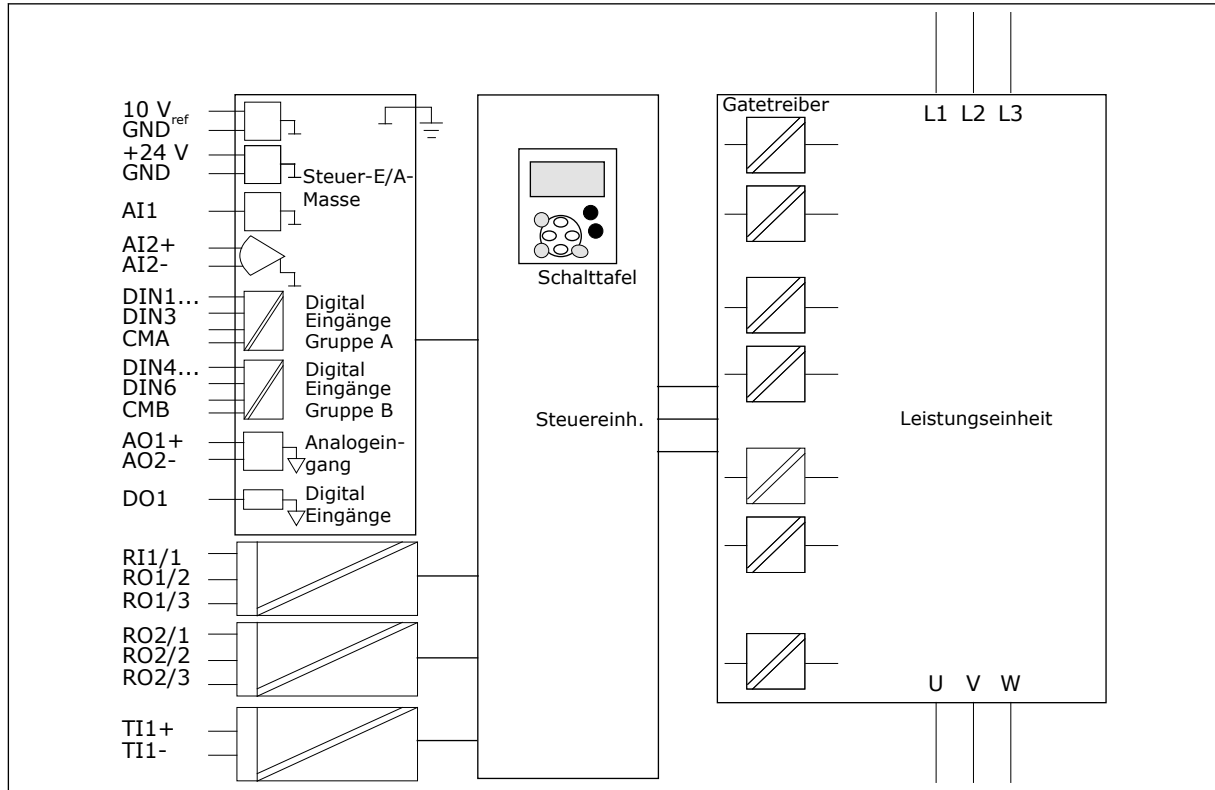 10 Vref
GND
+24 V
GND
AI1
AI2+
AI2-
DIN1...
DIN3
CMA
DIN4...
DIN6
CMB
AO1+
AO2-
DO1
RI1/1
RO1/2
RO1/3
RO2/1
RO2/2
RO2/3
TI1+
TI1-
Steuer-E/A-
Masse
Digital
Eingänge
Gruppe A
Digital
Eingänge
Gruppe B
Analogein-
gang
Digital
Eingänge
Schalttafel
Steuereinh.
Gatetreiber
L1 L2 L3
Leistungseinheit
U V W